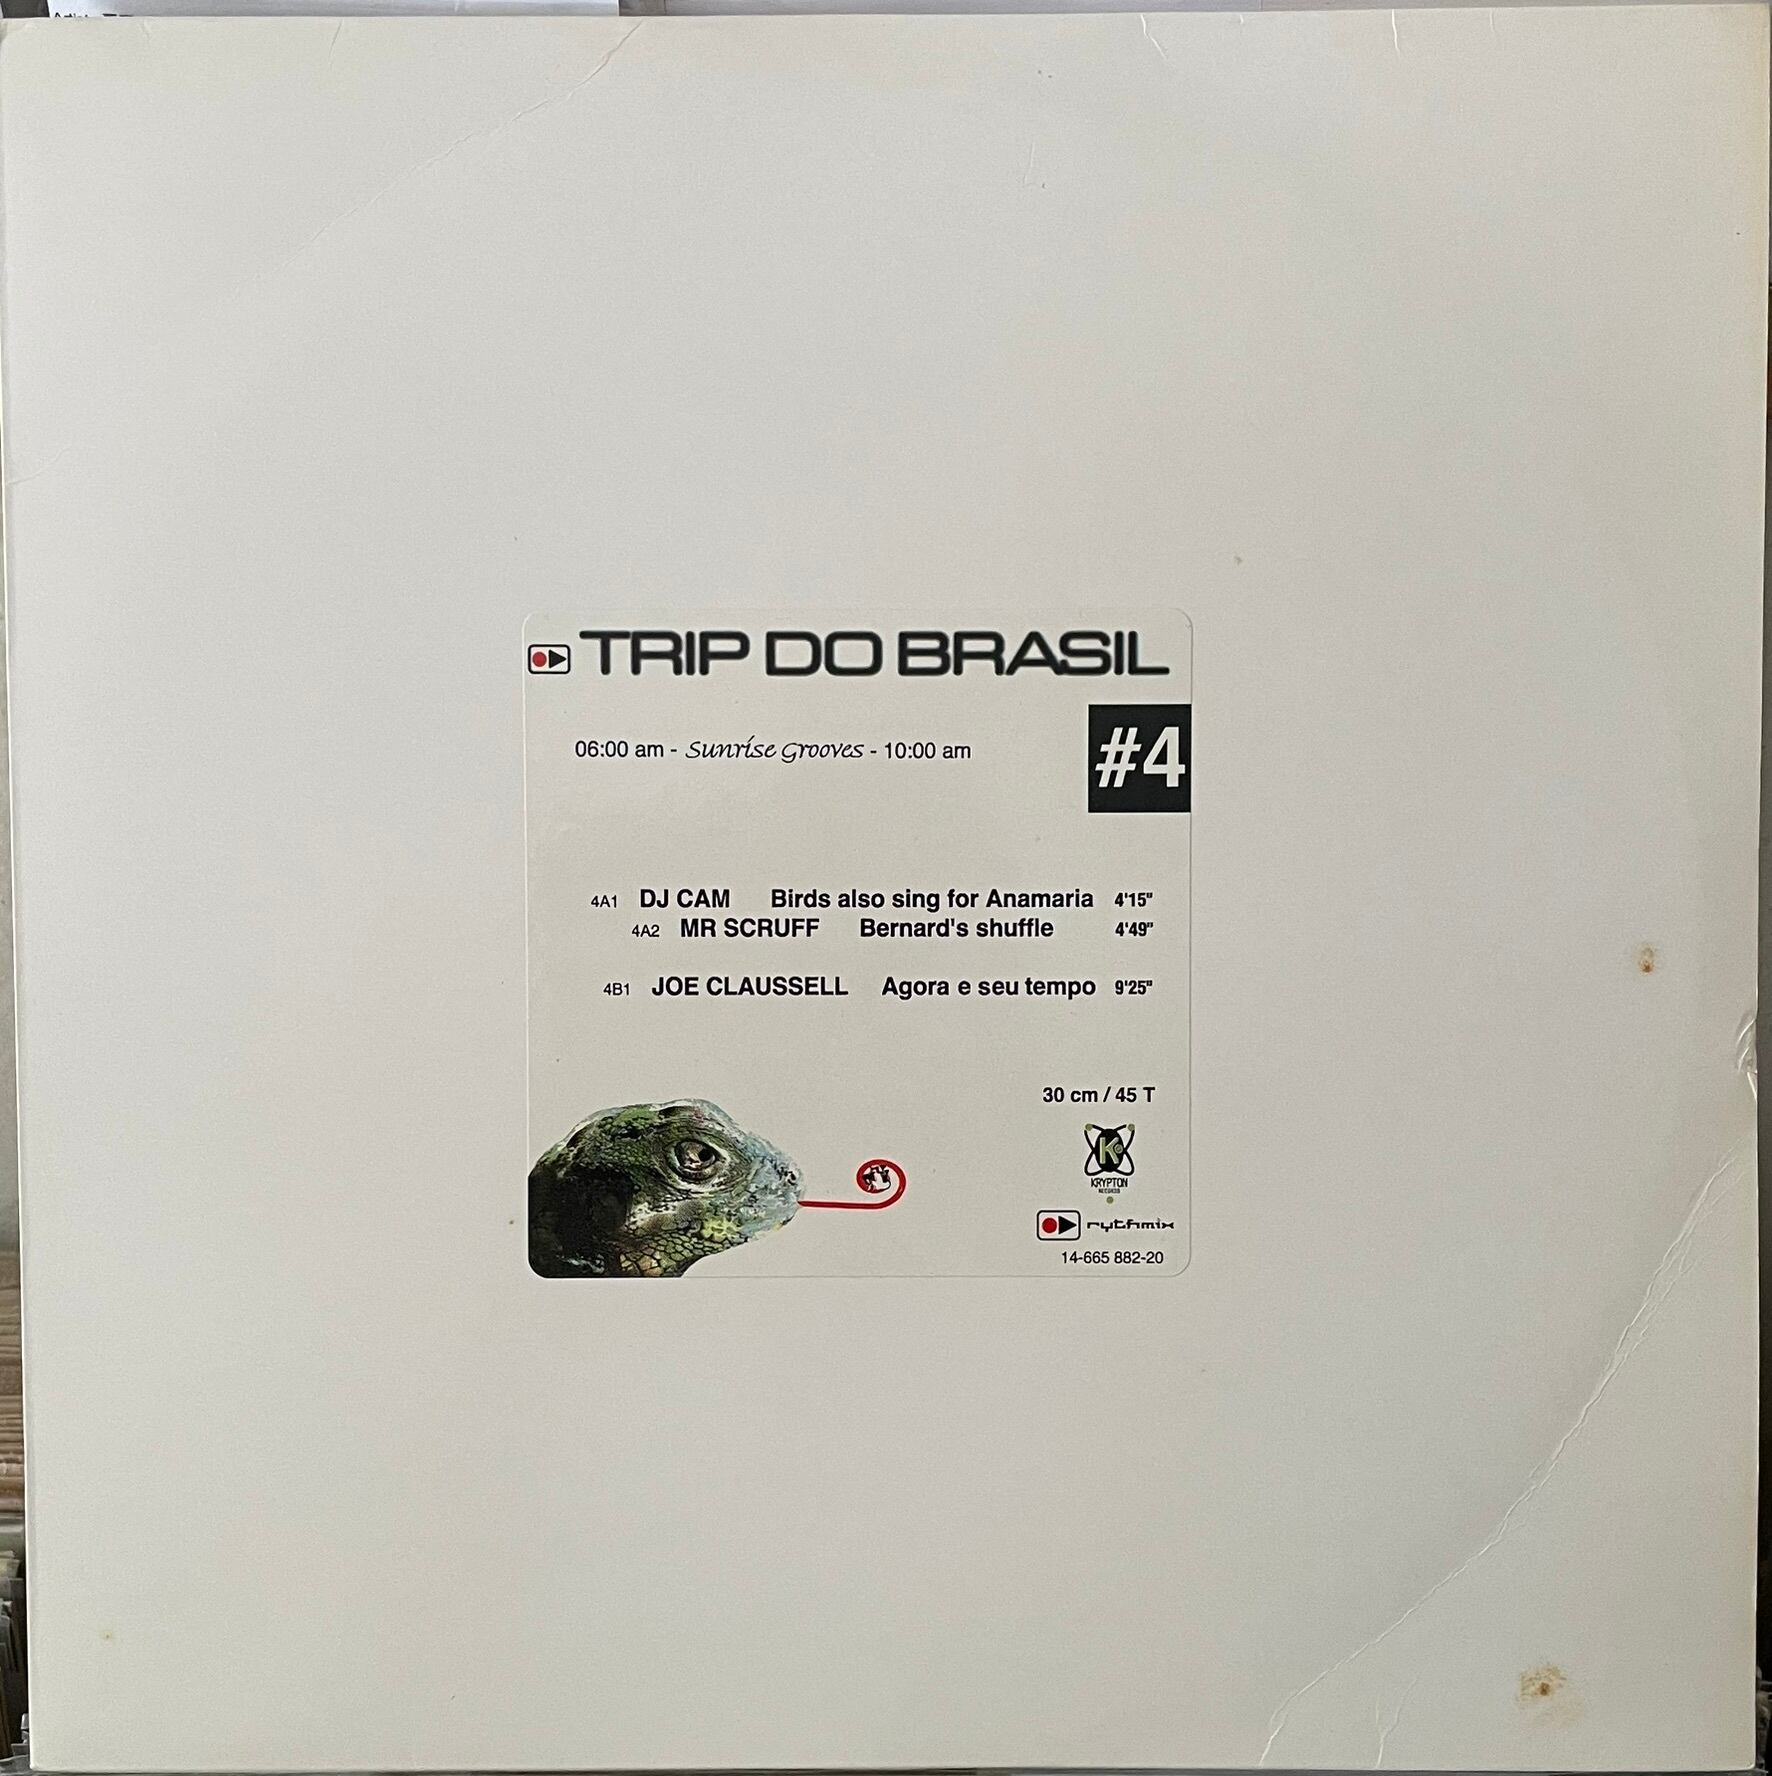 TRIP DO BRASIL
#4
06:00 am - Sunrise Grooves - 10:00 am
4A1 DJ CAM Birds also sing for Anamaria 4'15"
4A2 MR SCRUFF Bernard's shuffle 4'49"
4B1 JOE CLAUSSELL Agora e seu tempo 9'25"
30 cm / 45 T
K
KRYPTON
RECORDS
rythmix
14-665 882-20